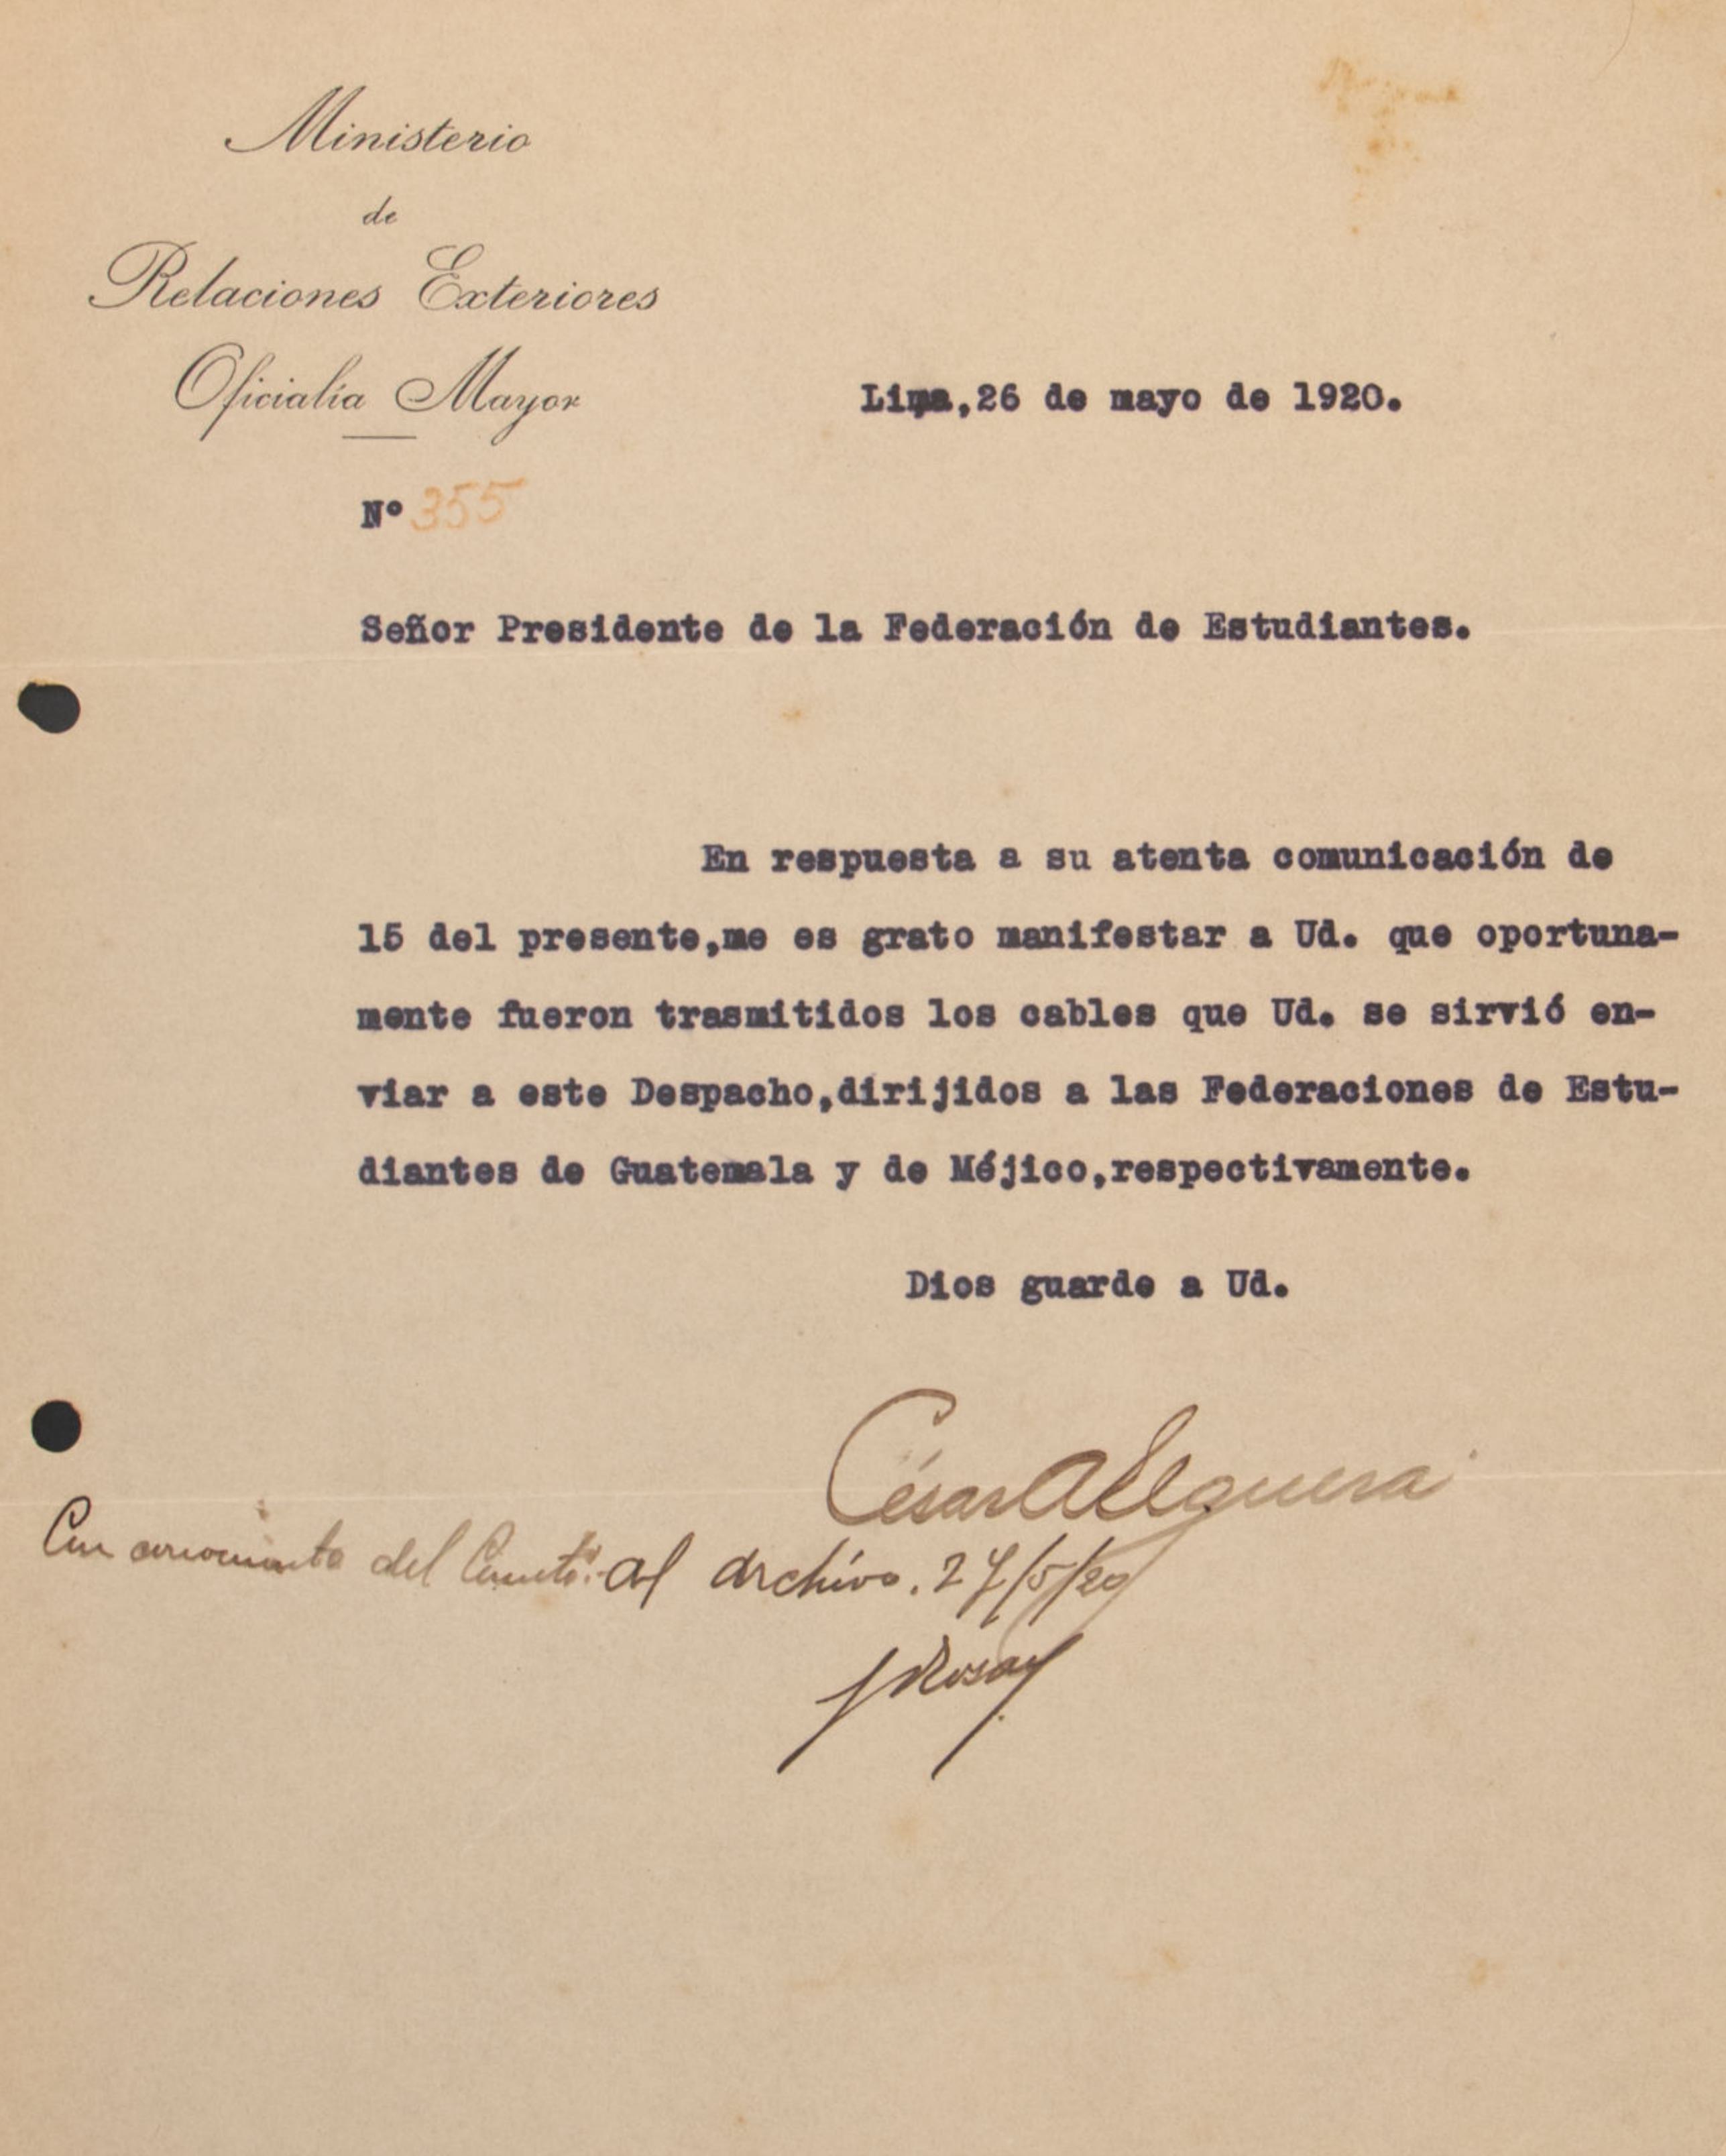 Ministerio
de
Relaciones Exteriores
Oficialía Mayor
Lima,26 de mayo de 1920.
Nº 355
Señor Presidente de la Federación de Estudiantes.
En respuesta a su atenta comunicación de
15 del presente,me es grato manifestar a Ud. que oportuna-
mente fueron trasmitidos los cables que Ud. se sirvió en-
viar a este Despacho,dirijidos a las Federaciones de Estu-
diantes de Guatemala y de Méjico,respectivamente.
Dios guarde a Ud.
César A Elguera
Con conocimiento del Comité: al archivo. 27/5/20